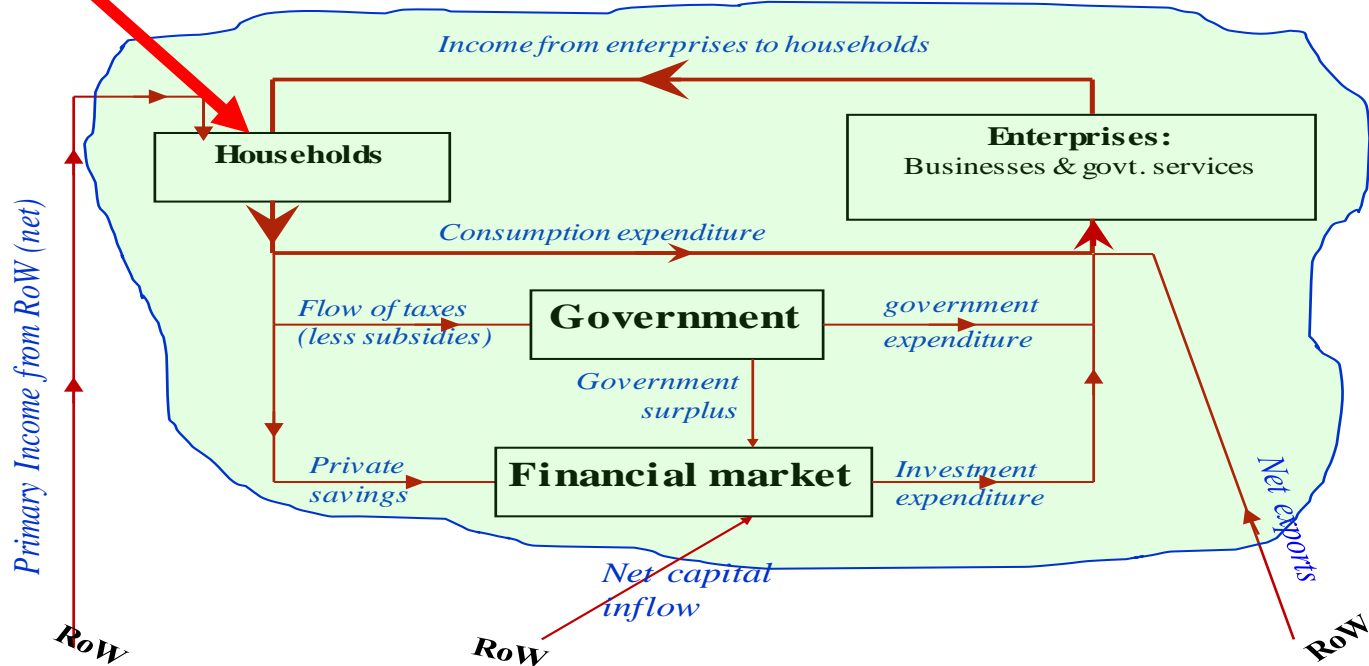 Income from enterprises to households
Enterprises:
Businesses & govt. services
Households
Consumption expenditure
Primary Income from RoW (net)
Flow of taxes
(less subsidies)
Government
government
expenditure
Government
surplus
Private
savings
Financial market
Investment
expenditure
Net exports
Net capital
inflow
RoW
RoW
RoW